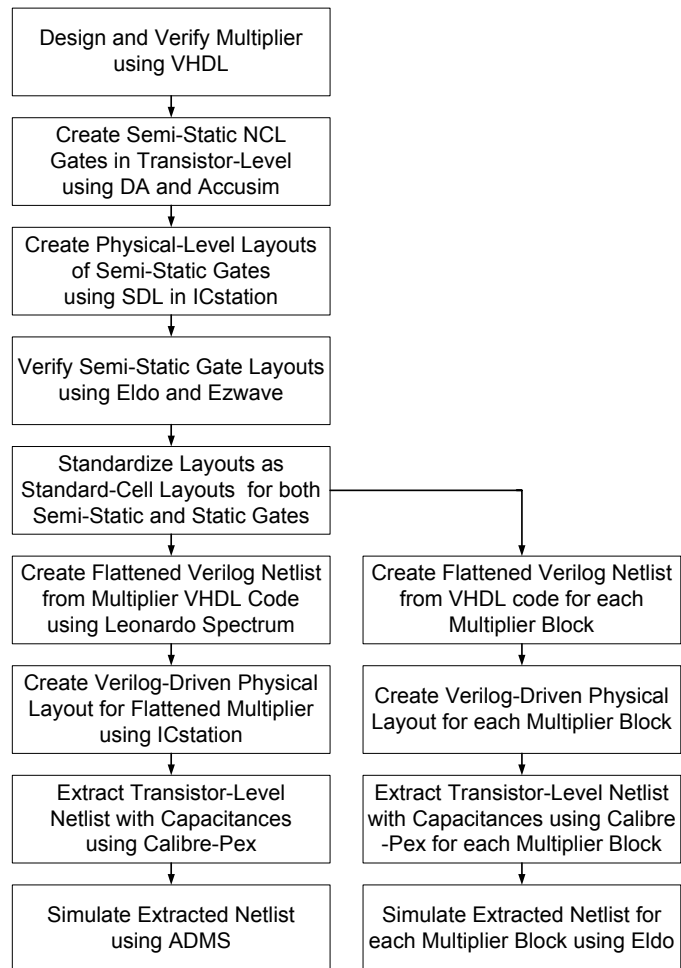 Design and Verify Multiplier
using VHDL
Create Semi-Static NCL
Gates in Transistor-Level
using DA and Accusim
Create Physical-Level Layouts
of Semi-Static Gates
using SDL in ICstation
Verify Semi-Static Gate Layouts
using Eldo and Ezwave
Standardize Layouts as
Standard-Cell Layouts for both
Semi-Static and Static Gates
Create Flattened Verilog Netlist
from Multiplier VHDL Code
using Leonardo Spectrum
Create Verilog-Driven Physical
Layout for Flattened Multiplier
using ICstation
Extract Transistor-Level
Netlist with Capacitances
using Calibre-Pex
Simulate Extracted Netlist
using ADMS
Create Flattened Verilog Netlist
from VHDL code for each
Multiplier Block
Create Verilog-Driven Physical
Layout for each Multiplier Block
Extract Transistor-Level Netlist
with Capacitances using Calibre
-Pex for each Multiplier Block
Simulate Extracted Netlist for
each Multiplier Block using Eldo